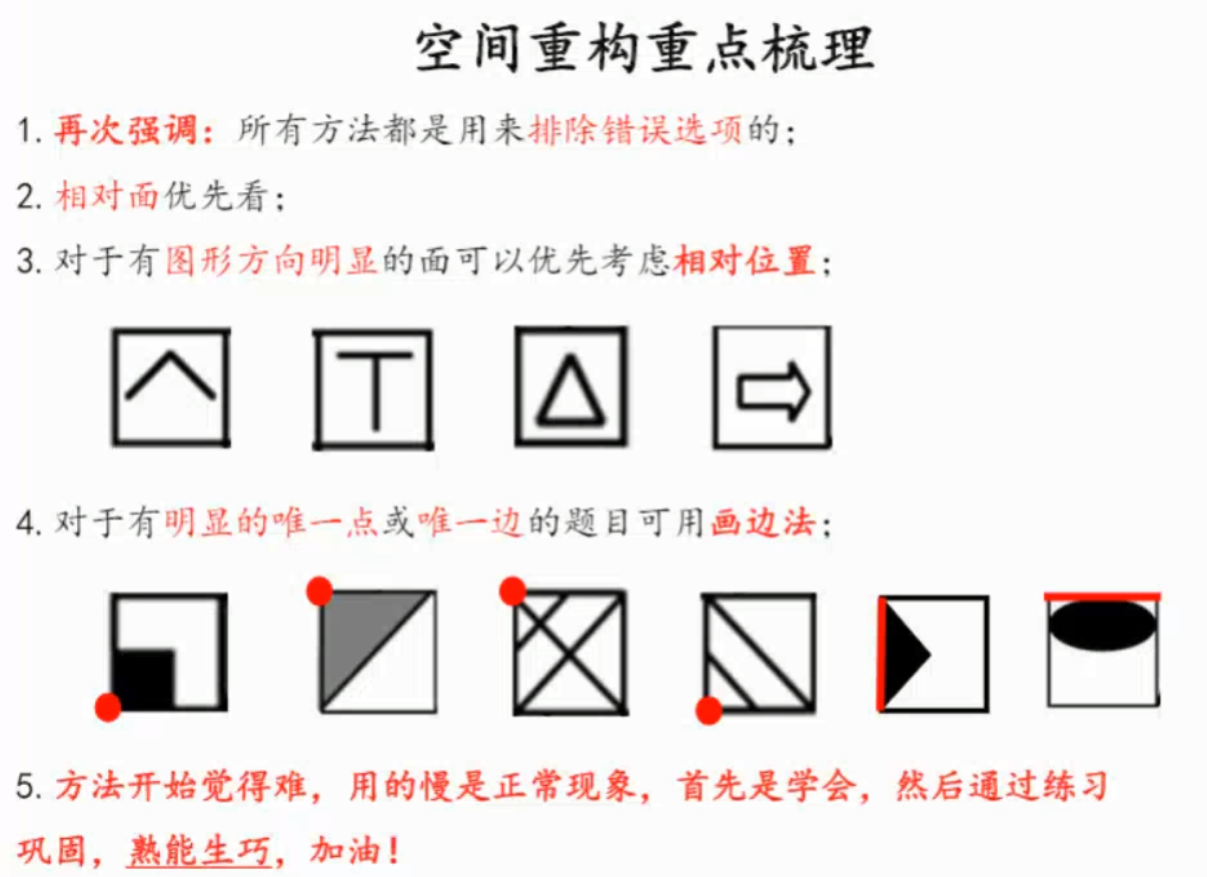 空间重构重点梳理
1.再次强调：所有方法都是用来排除错误选项的；
2.相对面优先看；
3.对于有图形方向明显的面可以优先考虑相对位置；
4.对于有明显的唯一点或唯一边的题目可用画边法；
5.方法开始觉得难，用的慢是正常现象，首先是学会，然后通过练习
巩固，熟能生巧，加油！